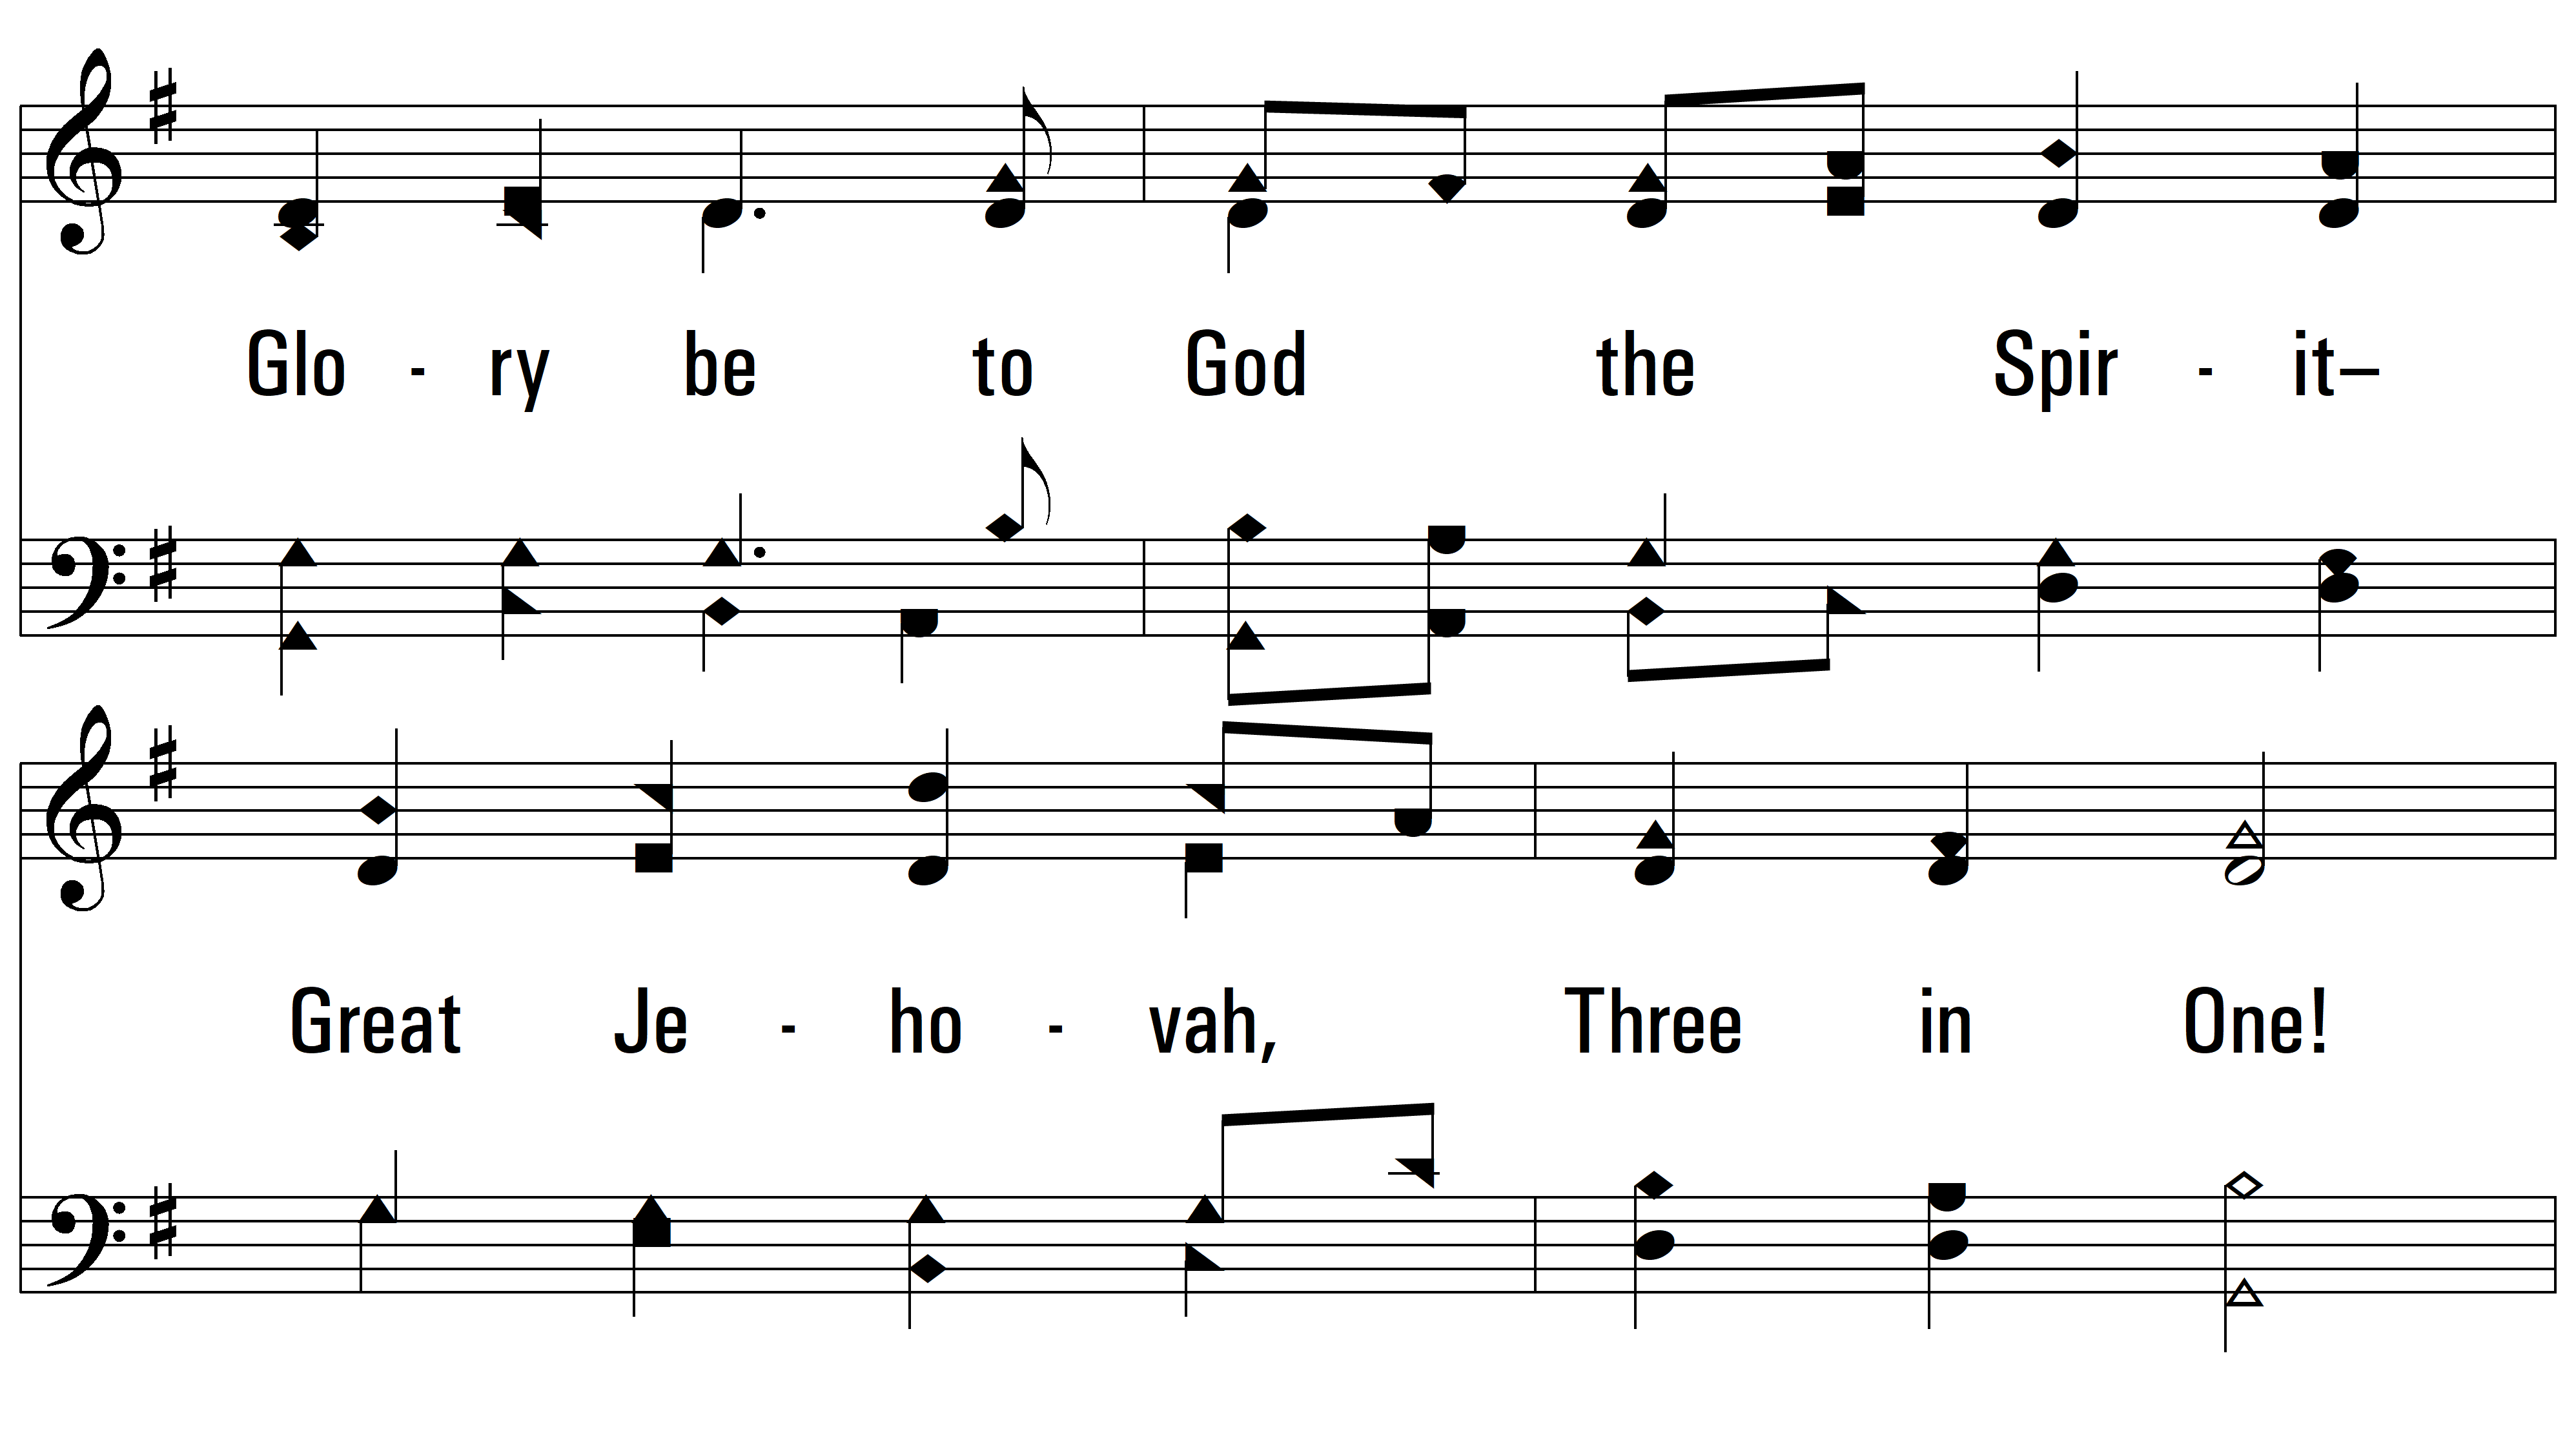 Glo - ry be to God the Spir - it–
Great Je - ho - vah, Three in One!